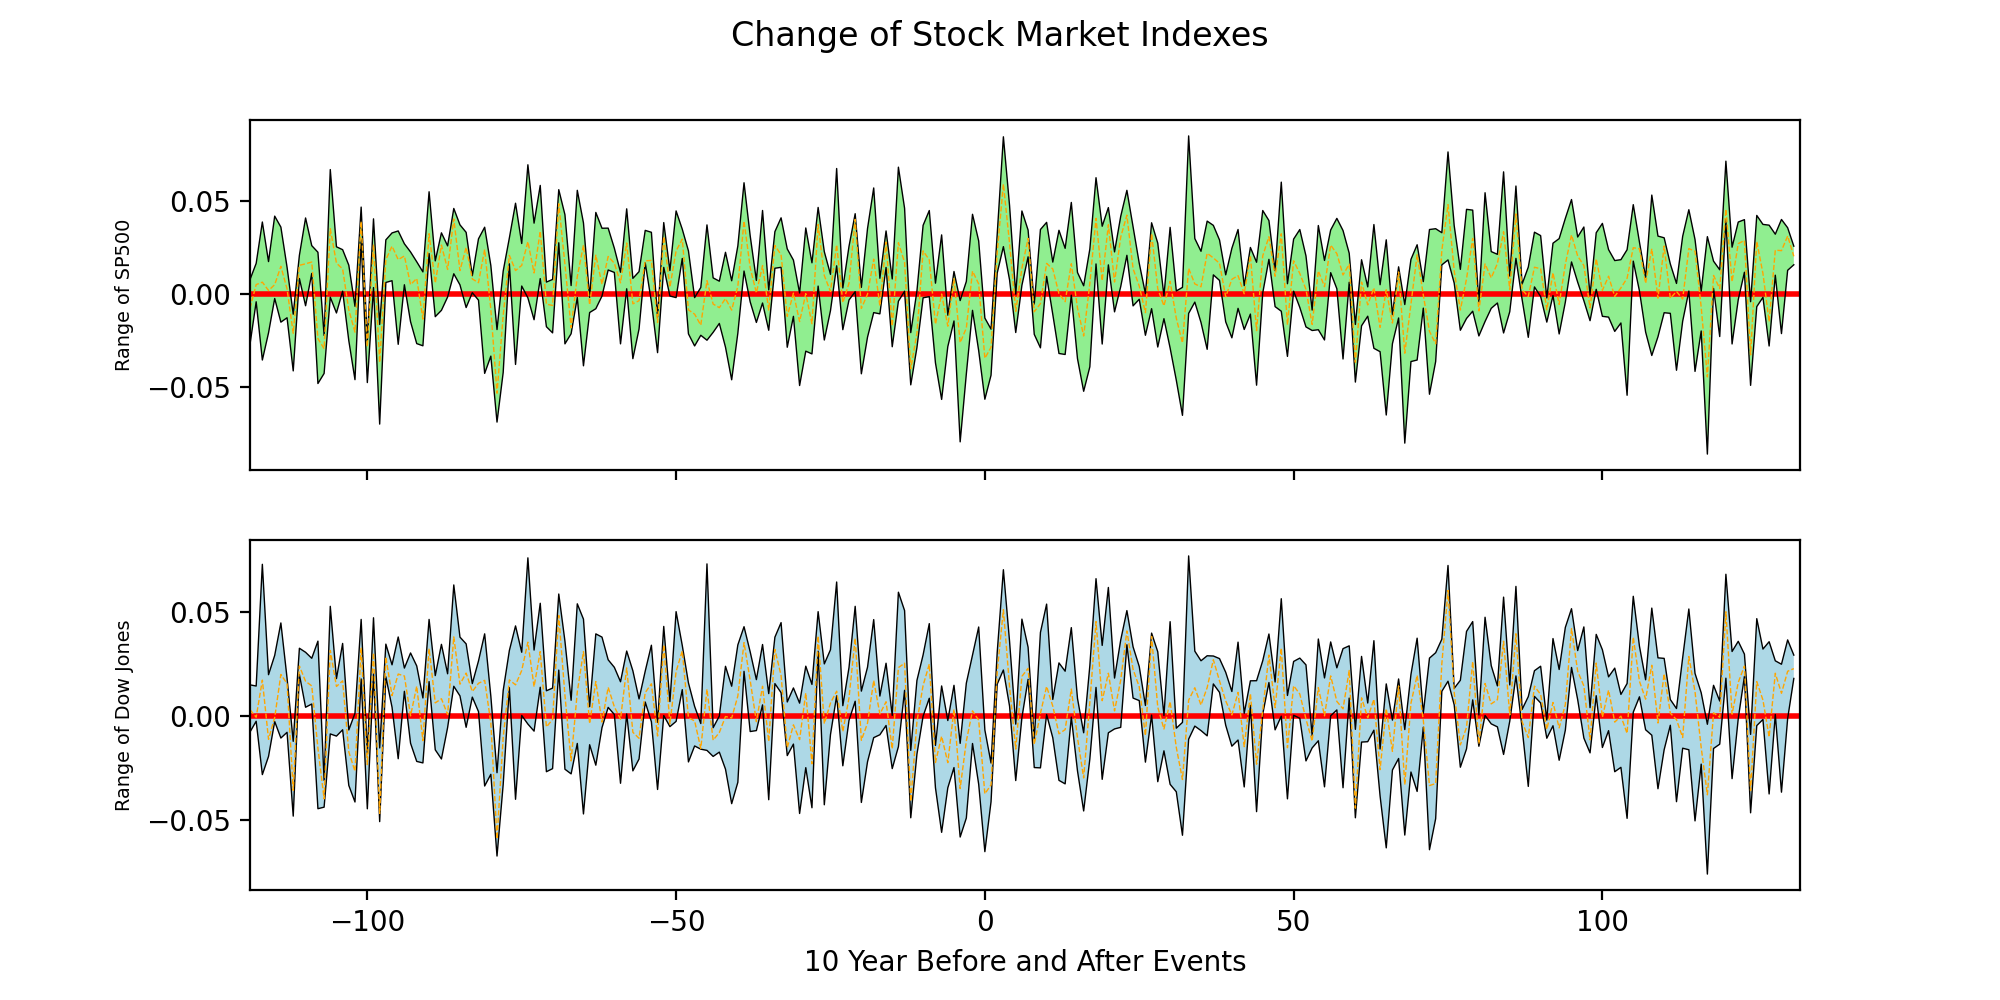 Change of Stock Market Indexes
Range of SP500
0.05
0.00
−0.05
Range of Dow Jones
0.05
0.00
−0.05
−100
−50
0
50
100
10 Year Before and After Events